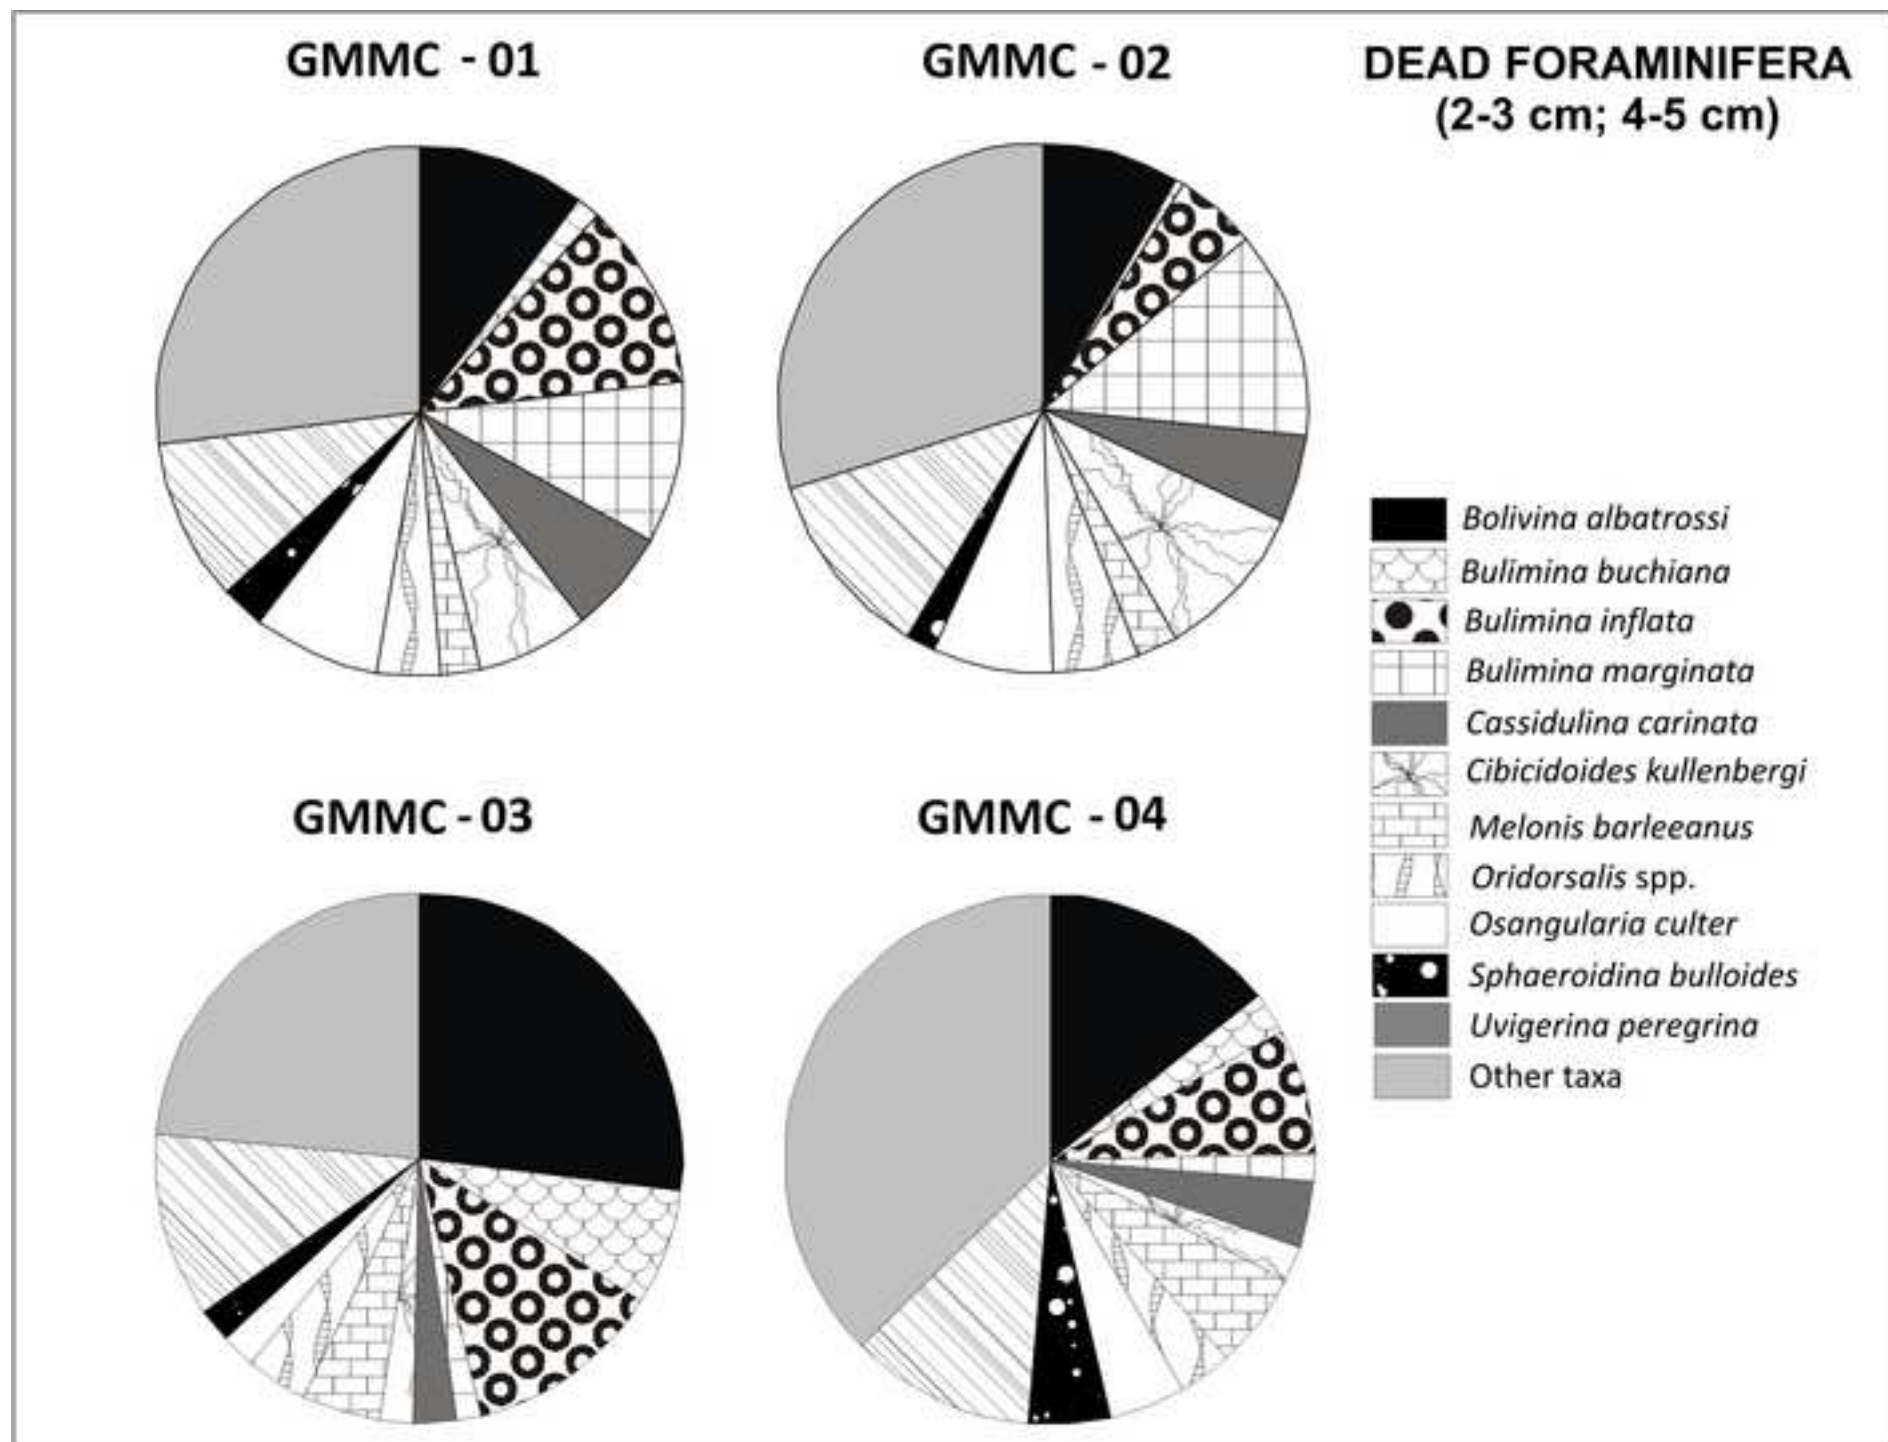 GMMC - 01
GMMC - 02
DEAD FORAMINIFERA
(2-3 cm; 4-5 cm)
GMMC - 03
GMMC - 04
Bolivina albatrossi
Bulimina buchiana
Bulimina inflata
Bulimina marginata
Cassidulina carinata
Cibicidoides kullenbergi
Melonis barleeanus
Oridorsalis spp.
Osangularia culter
Sphaeroidina bulloides
Uvigerina peregrina
Other taxa